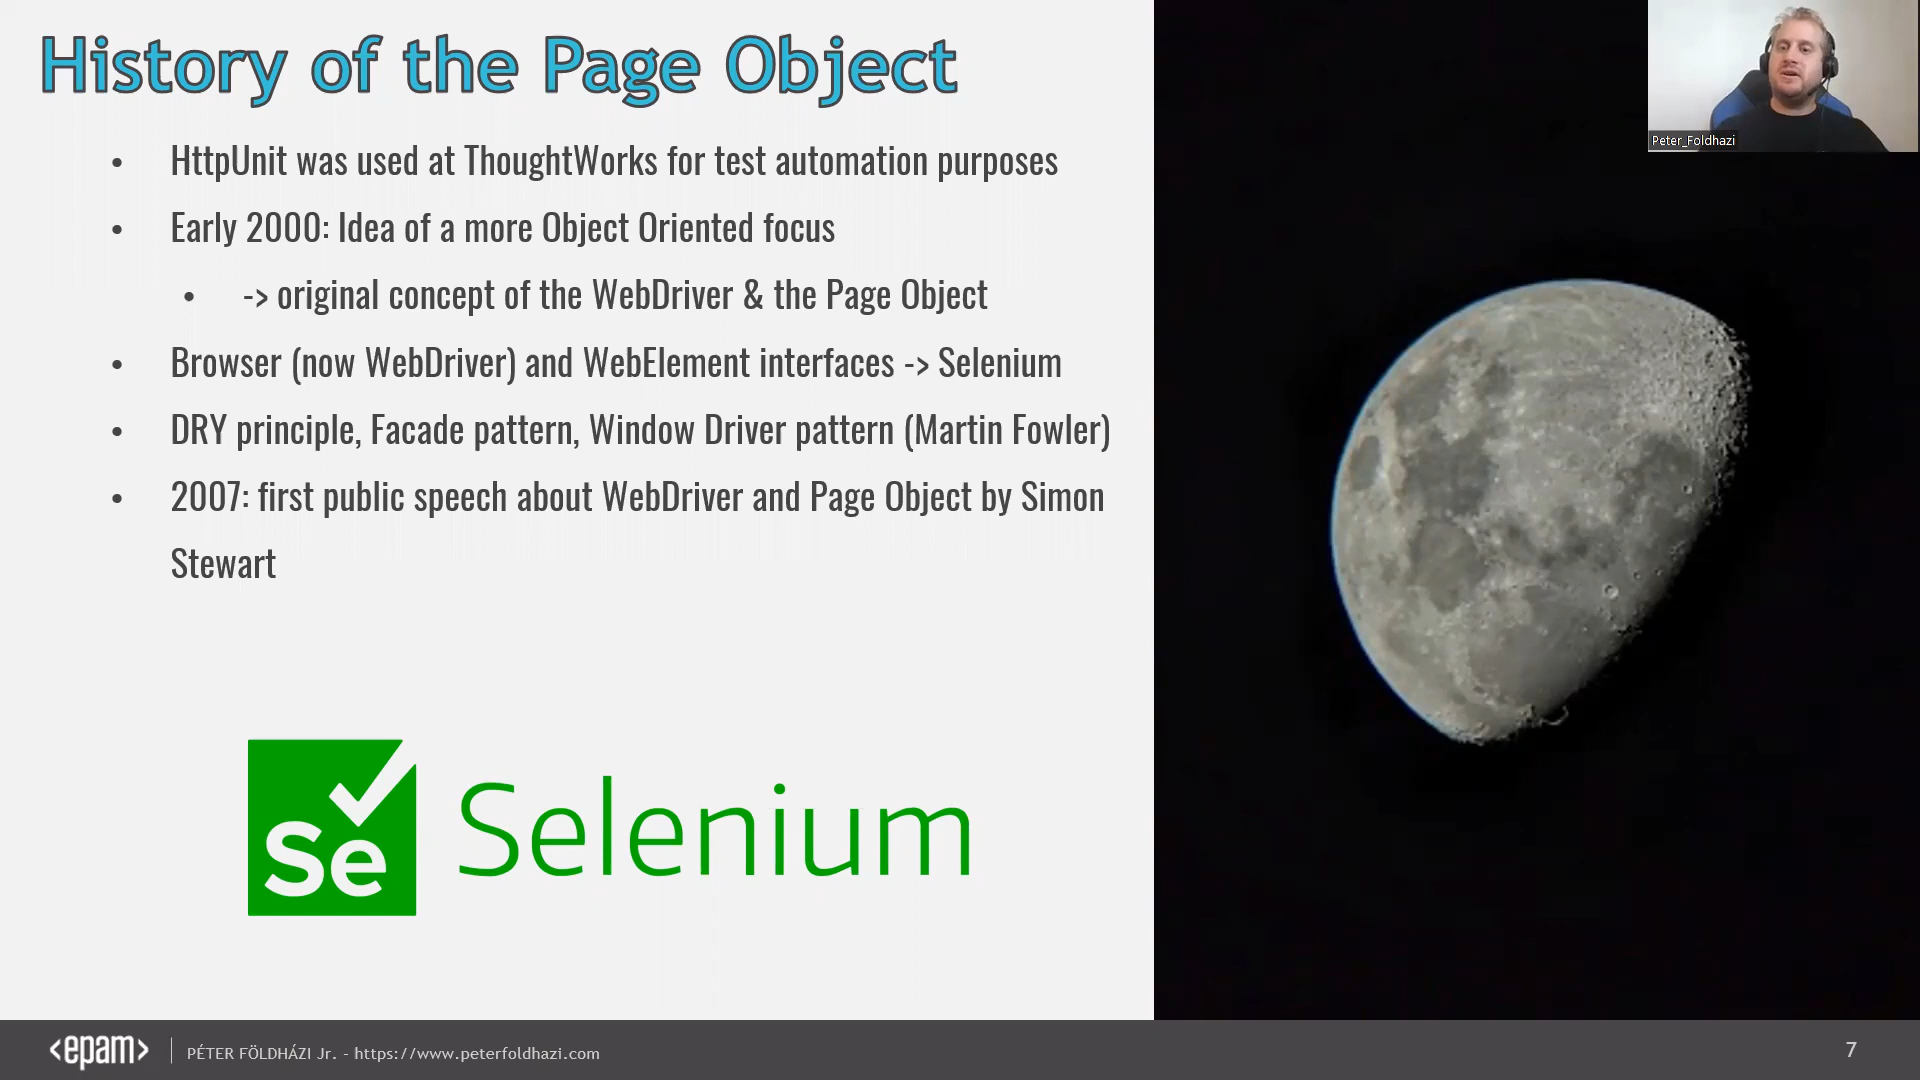 History of the Page Object
Peter_Foldhazi
• HttpUnit was used at ThoughtWorks for test automation purposes
• Early 2000: Idea of a more Object Oriented focus
• -> original concept of the WebDriver & the Page Object
• Browser (now WebDriver) and WebElement interfaces -> Selenium
• DRY principle, Facade pattern, Window Driver pattern (Martin Fowler)
• 2007: first public speech about WebDriver and Page Object by Simon
Stewart
Se Selenium
<epam> PÉTER FÖLDHÁZI Jr. - https://www.peterfoldhazi.com
7